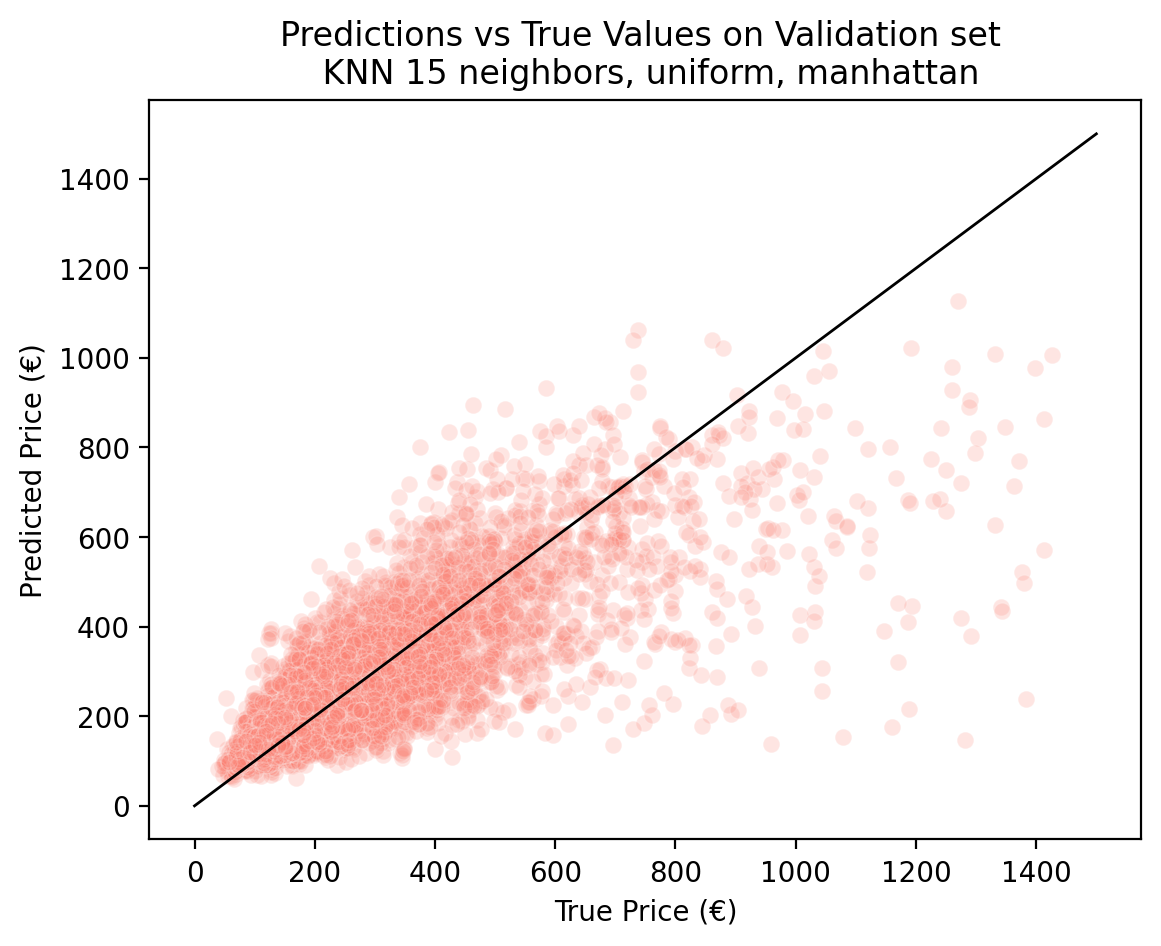 Predictions vs True Values on Validation set
KNN 15 neighbors, uniform, manhattan
1400
1200
1000
800
600
400
200
0
Predicted Price (€)
0 200 400 600 800 1000 1200 1400
True Price (€)